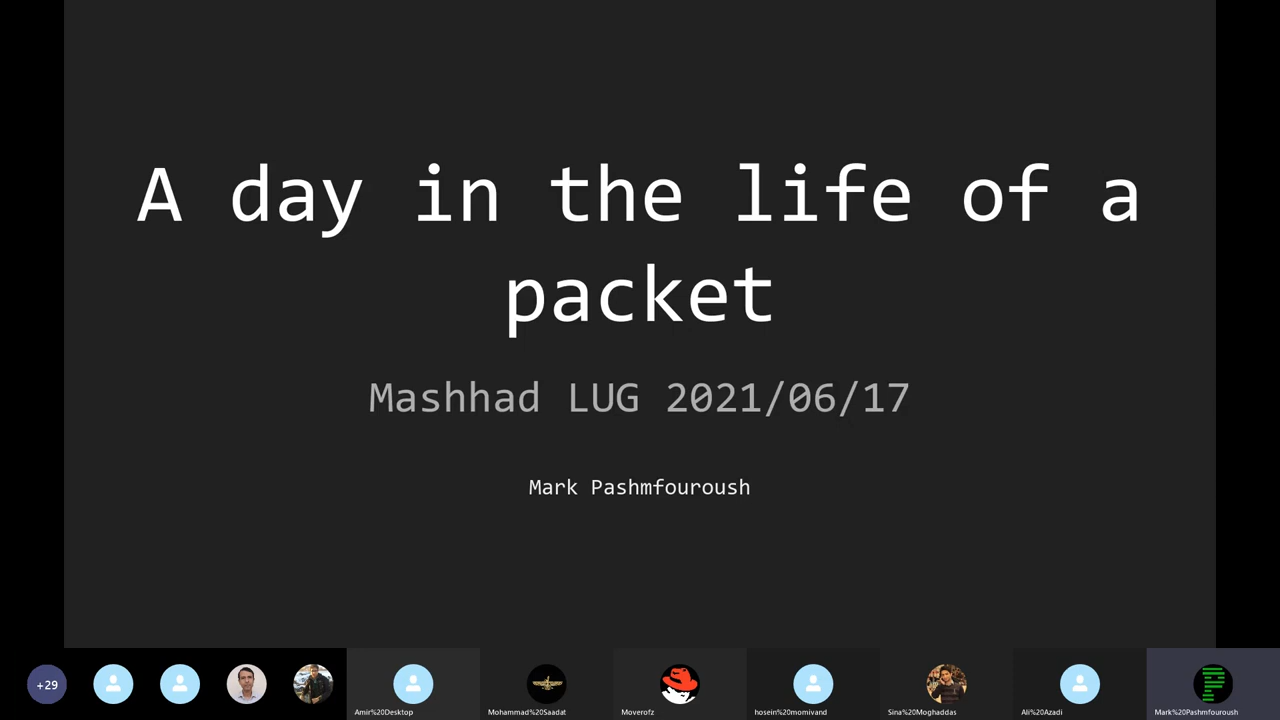 A day in the life of a
packet
Mashhad LUG 2021/06/17
Mark Pashmfouroush
+29
Amir%20Desktop
Mohammad%20Saadat
Moverofz
hosein%20momivand
Sina%20Moghaddas
Ali%20Azadi
Mark%20Pashmfouroush